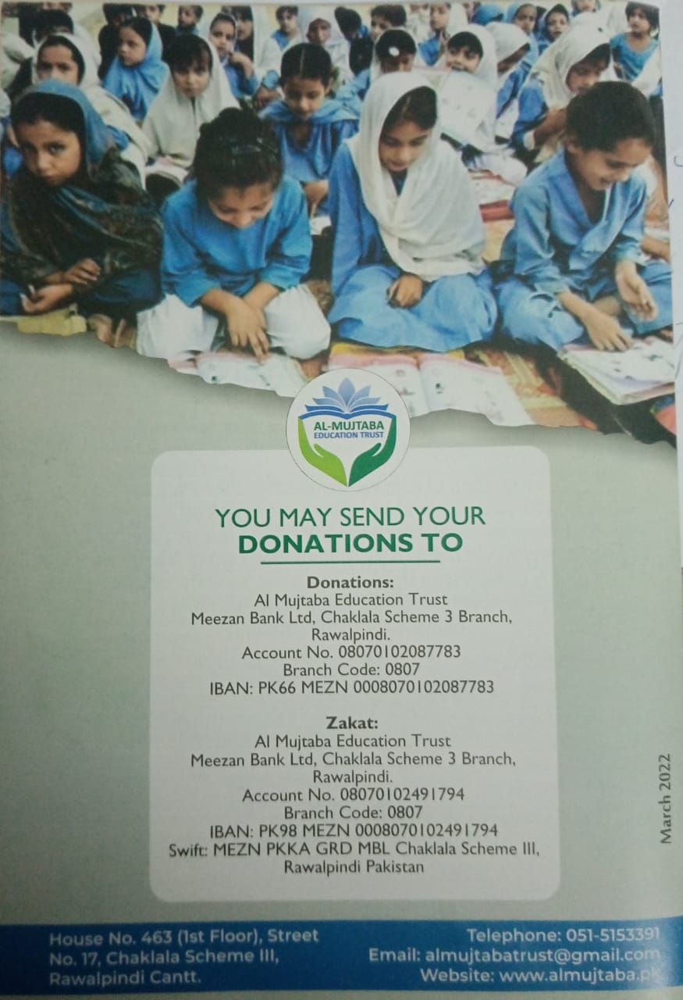 AL-MUJTABA
EDUCATION TRUST
YOU MAY SEND YOUR
DONATIONS TO
Donations:
Al Mujtaba Education Trust
Meezan Bank Ltd, Chaklala Scheme 3 Branch,
Rawalpindi.
Account No. 08070102087783
Branch Code: 0807
IBAN: PK66 MEZN 0008070102087783
Zakat:
Al Mujtaba Education Trust
Meezan Bank Ltd, Chaklala Scheme 3 Branch,
Rawalpindi.
Account No. 08070102491794
Branch Code: 0807
IBAN: PK98 MEZN 0008070102491794
Swift: MEZN PKKA GRD MBL Chaklala Scheme III,
Rawalpindi Pakistan
March 2022
House No. 463 (1st Floor), Street
No. 17, Chaklala Scheme III,
Rawalpindi Cantt.
Telephone: 051-5153391
Email: almujtabatrust@gmail.com
Website: www.almujtaba.pk